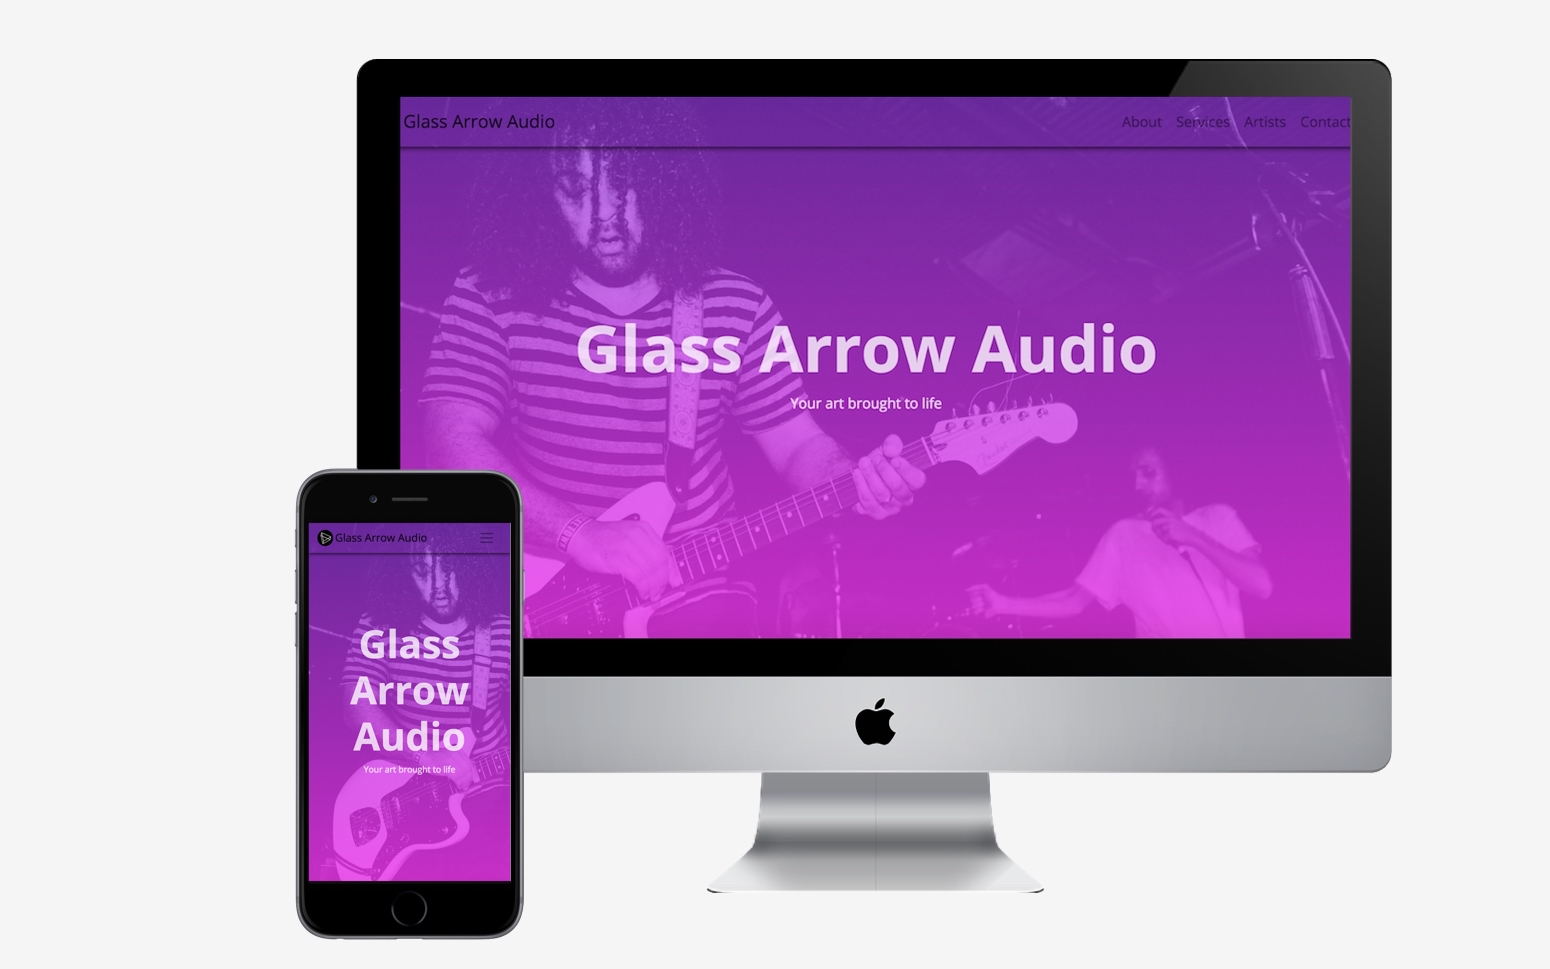 Glass Arrow Audio
About Services Artists Contact
Glass Arrow Audio
Your art brought to life
Fender
Glass Arrow Audio
Glass
Arrow
Audio
Your art brought to life